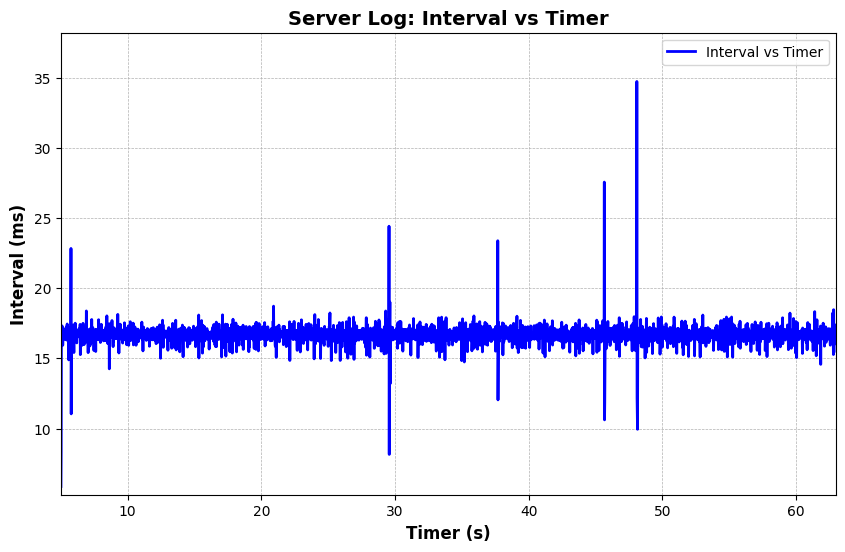 Server Log: Interval vs Timer
Interval vs Timer
35
30
25
20
15
10
Interval (ms)
10 20 30 40 50 60
Timer (s)